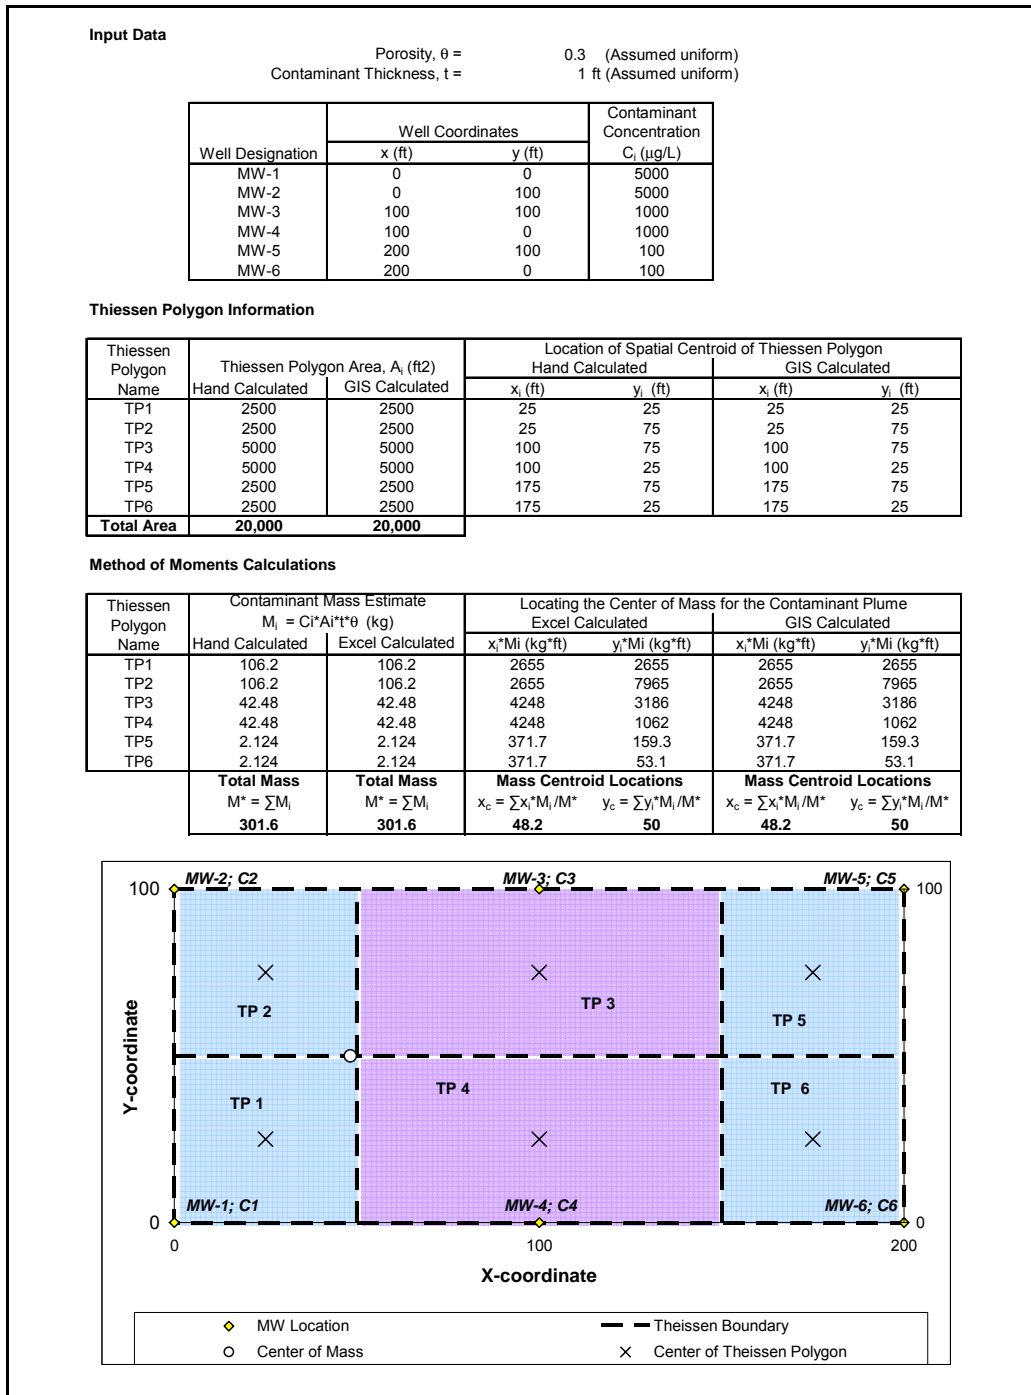 Input Data
Porosity, θ = 0.3 (Assumed uniform)
Contaminant Thickness, t = 1 ft (Assumed uniform)
Contaminant
Well Coordinates Concentration
Well Designation x (ft) y (ft) Cᵢ (μg/L)
MW-1 0 0 5000
MW-2 0 100 5000
MW-3 100 100 1000
MW-4 100 0 1000
MW-5 200 100 100
MW-6 200 0 100
Thiessen Polygon Information
Thiessen Location of Spatial Centroid of Thiessen Polygon
Polygon Thiessen Polygon Area, Aᵢ (ft2) Hand Calculated GIS Calculated
Name Hand Calculated GIS Calculated xᵢ (ft) yᵢ (ft) xᵢ (ft) yᵢ (ft)
TP1 2500 2500 25 25 25 25
TP2 2500 2500 25 75 25 75
TP3 5000 5000 100 75 100 75
TP4 5000 5000 100 25 100 25
TP5 2500 2500 175 75 175 75
TP6 2500 2500 175 25 175 25
Total Area 20,000 20,000
Method of Moments Calculations
Thiessen Contaminant Mass Estimate Locating the Center of Mass for the Contaminant Plume
Polygon Mᵢ = Ci*Ai*t*θ (kg) Excel Calculated GIS Calculated
Name Hand Calculated Excel Calculated xᵢ*Mi (kg*ft) yᵢ*Mi (kg*ft) xᵢ*Mi (kg*ft) yᵢ*Mi (kg*ft)
TP1 106.2 106.2 2655 2655 2655 2655
TP2 106.2 106.2 2655 7965 2655 7965
TP3 42.48 42.48 4248 3186 4248 3186
TP4 42.48 42.48 4248 1062 4248 1062
TP5 2.124 2.124 371.7 159.3 371.7 159.3
TP6 2.124 2.124 371.7 53.1 371.7 53.1
Total Mass Total Mass Mass Centroid Locations Mass Centroid Locations
M* = ∑Mᵢ M* = ∑Mᵢ x꜀ = ∑xᵢ*Mᵢ/M* y꜀ = ∑yᵢ*Mᵢ/M* x꜀ = ∑xᵢ*Mᵢ/M* y꜀ = ∑yᵢ*Mᵢ/M*
301.6 301.6 48.2 50 48.2 50
MW-2; C2 MW-3; C3 MW-5; C5
100 100
TP 2 TP 3 TP 5
Y-coordinate
TP 1 TP 4 TP 6
MW-1; C1 MW-4; C4 MW-6; C6
0 0
0 100 200
X-coordinate
MW Location Theissen Boundary
Center of Mass Center of Theissen Polygon